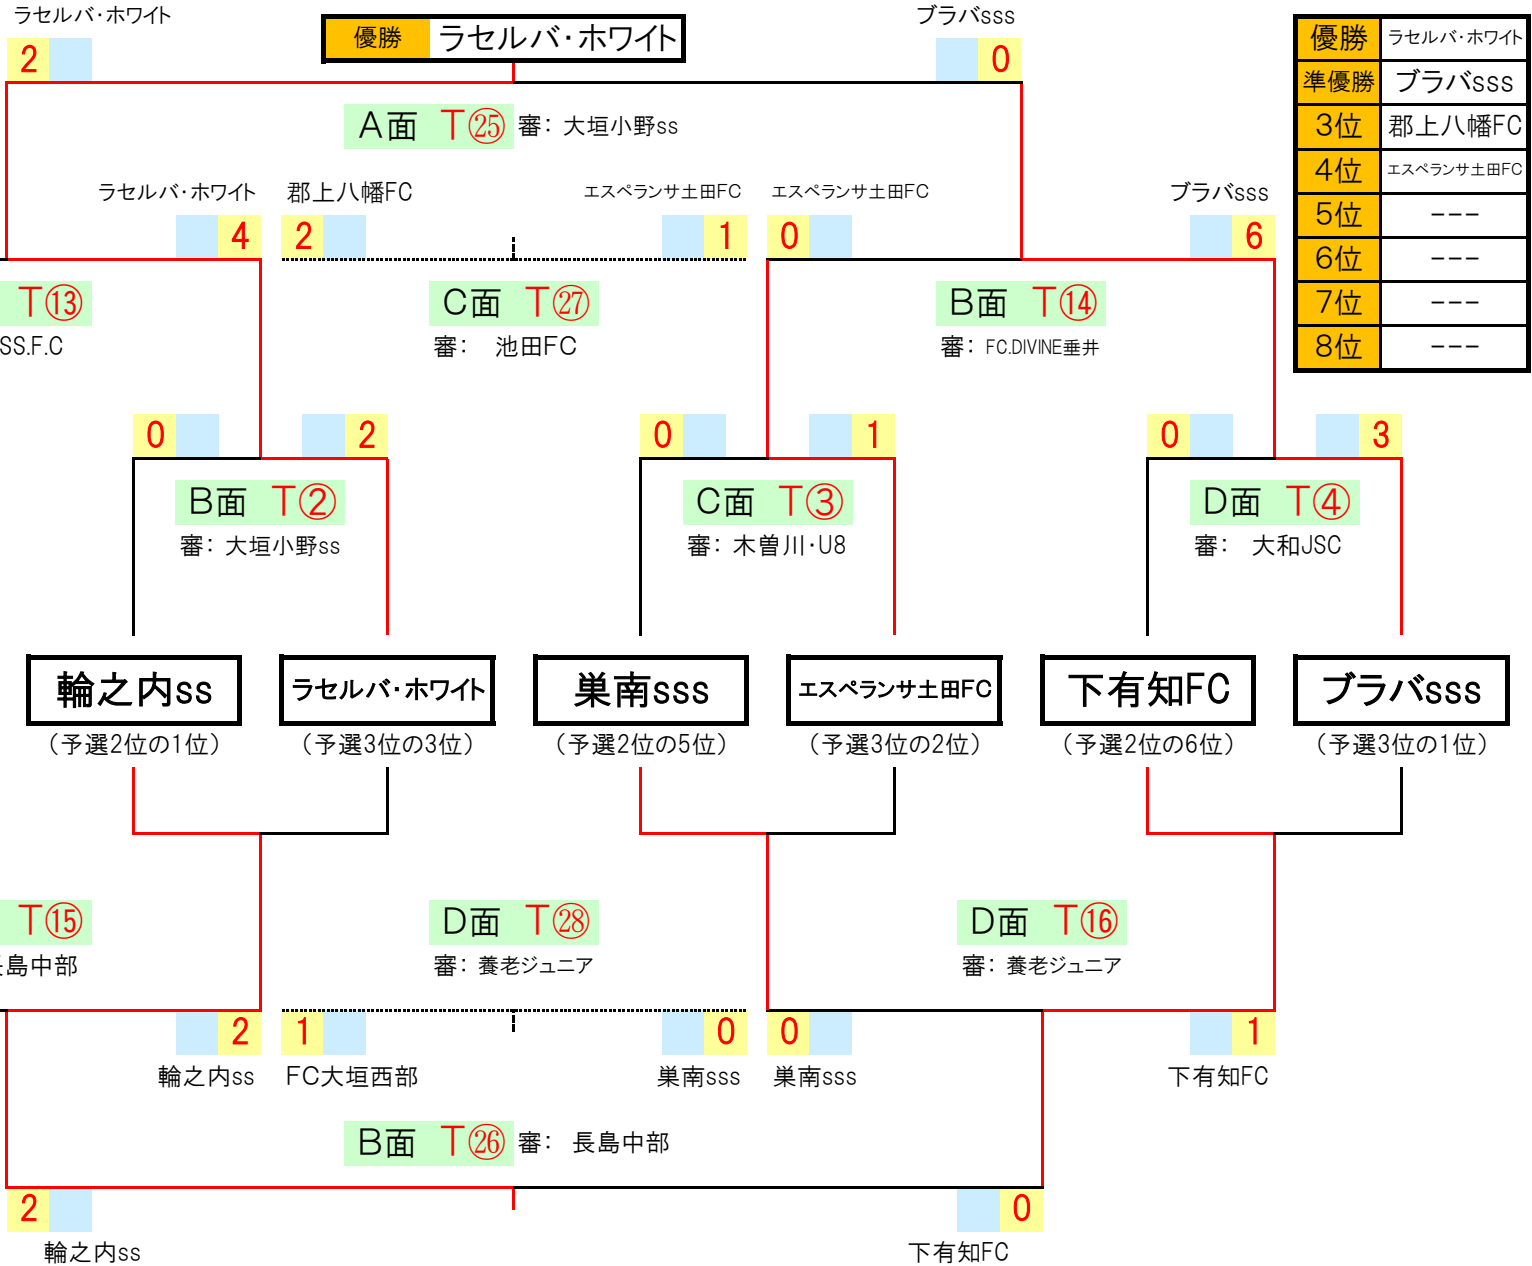 ラセルバ・ホワイト
優勝 ラセルバ・ホワイト
ブラバsss
2
0
A面 T㉕ 審： 大垣小野ss
優勝 ラセルバ・ホワイト
準優勝 ブラバsss
3位 郡上八幡FC
4位 エスペランサ土田FC
5位 ---
6位 ---
7位 ---
8位 ---
ラセルバ・ホワイト 郡上八幡FC エスペランサ土田FC エスペランサ土田FC ブラバsss
4 2 1 0 6
T⑬ C面 T㉗ B面 T⑭
SS.F.C 審： 池田FC 審： FC.DIVINE垂井
0 2 0 1 0 3
B面 T② C面 T③ D面 T④
審： 大垣小野ss 審： 木曽川・U8 審： 大和JSC
輪之内ss ラセルバ・ホワイト 巣南sss エスペランサ土田FC 下有知FC ブラバsss
（予選2位の1位） （予選3位の3位） （予選2位の5位） （予選3位の2位） （予選2位の6位） （予選3位の1位）
T⑮ D面 T㉘ D面 T⑯
島中部 審： 養老ジュニア 審： 養老ジュニア
2 1 0 0 1
輪之内ss FC大垣西部 巣南sss 巣南sss 下有知FC
B面 T㉖ 審： 長島中部
2 0
輪之内ss 下有知FC